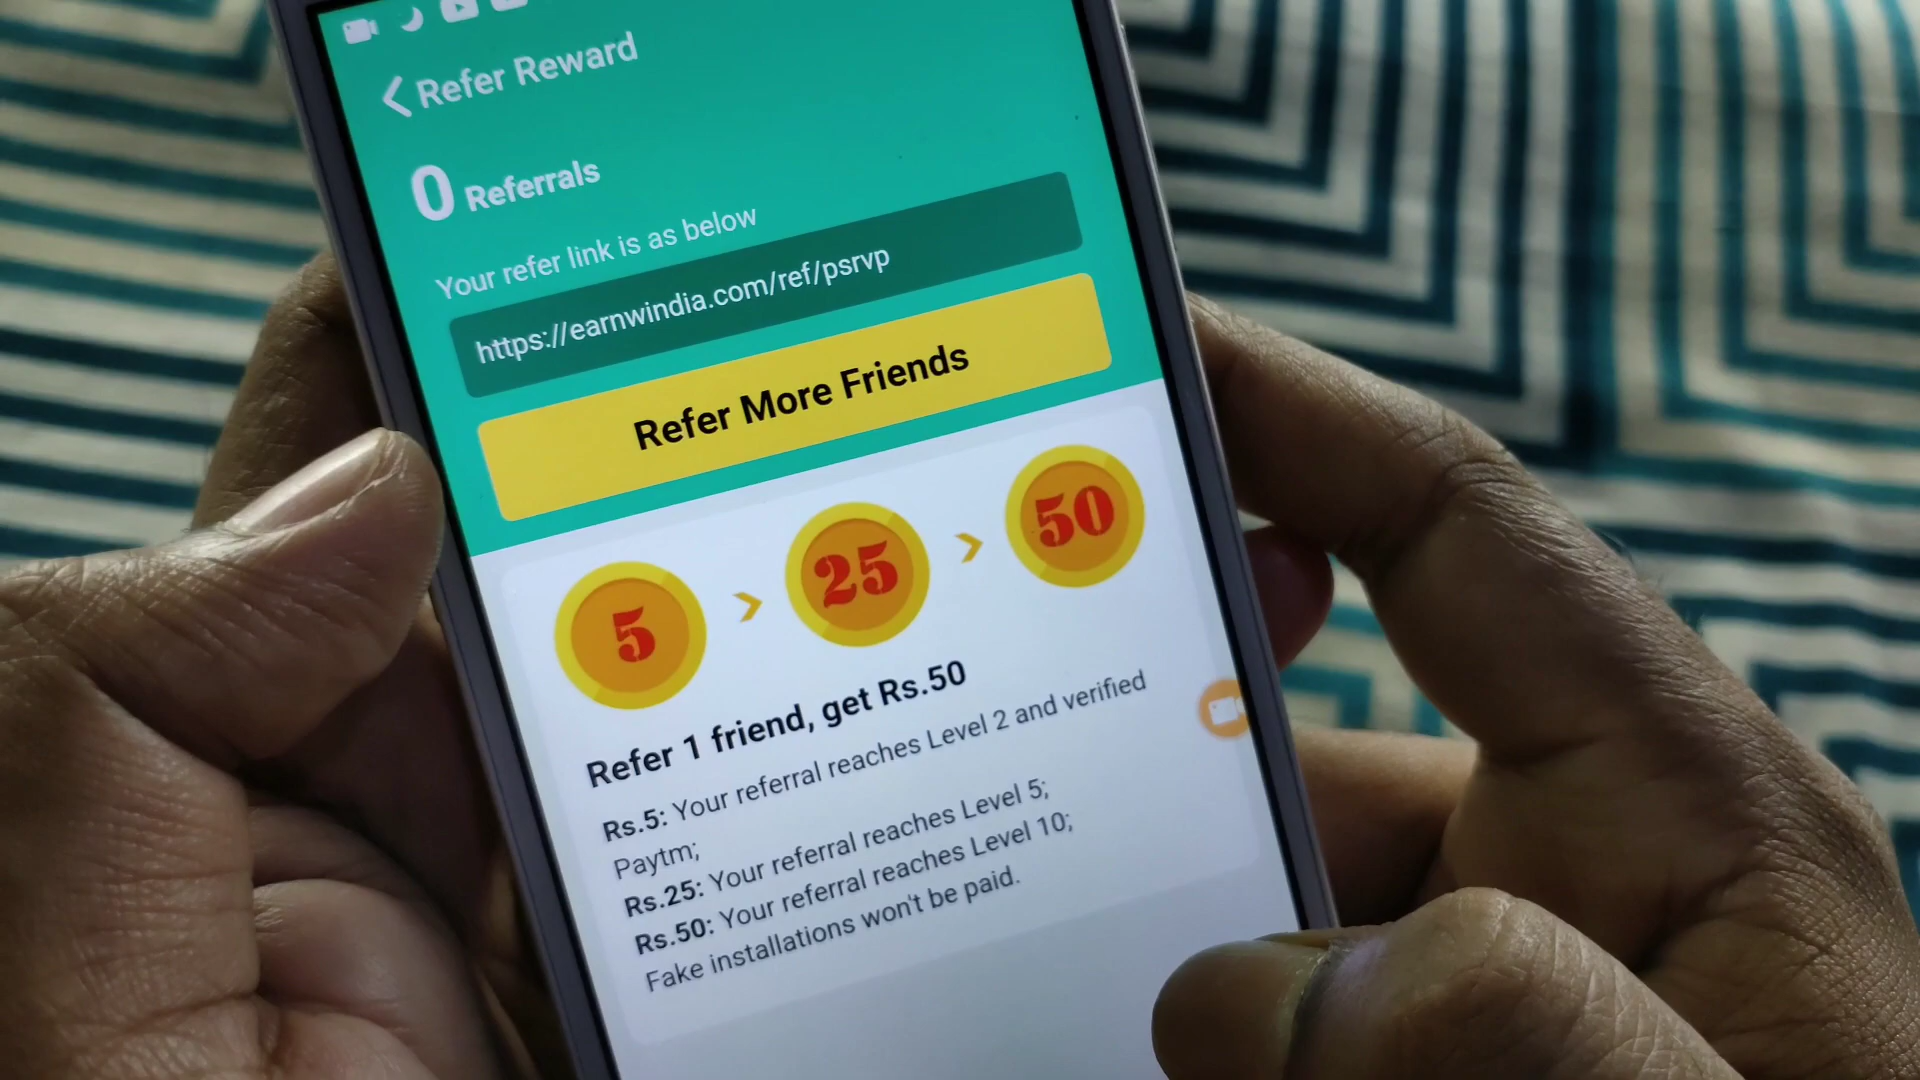 Refer Reward
0 Referrals
Your refer link is as below
https://earnwindia.com/ref/psrvp
Refer More Friends
5 > 25 > 50
Refer 1 friend, get Rs.50
Rs.5: Your referral reaches Level 2 and verified
Paytm;
Rs.25: Your referral reaches Level 5;
Rs.50: Your referral reaches Level 10;
Fake installations won't be paid.